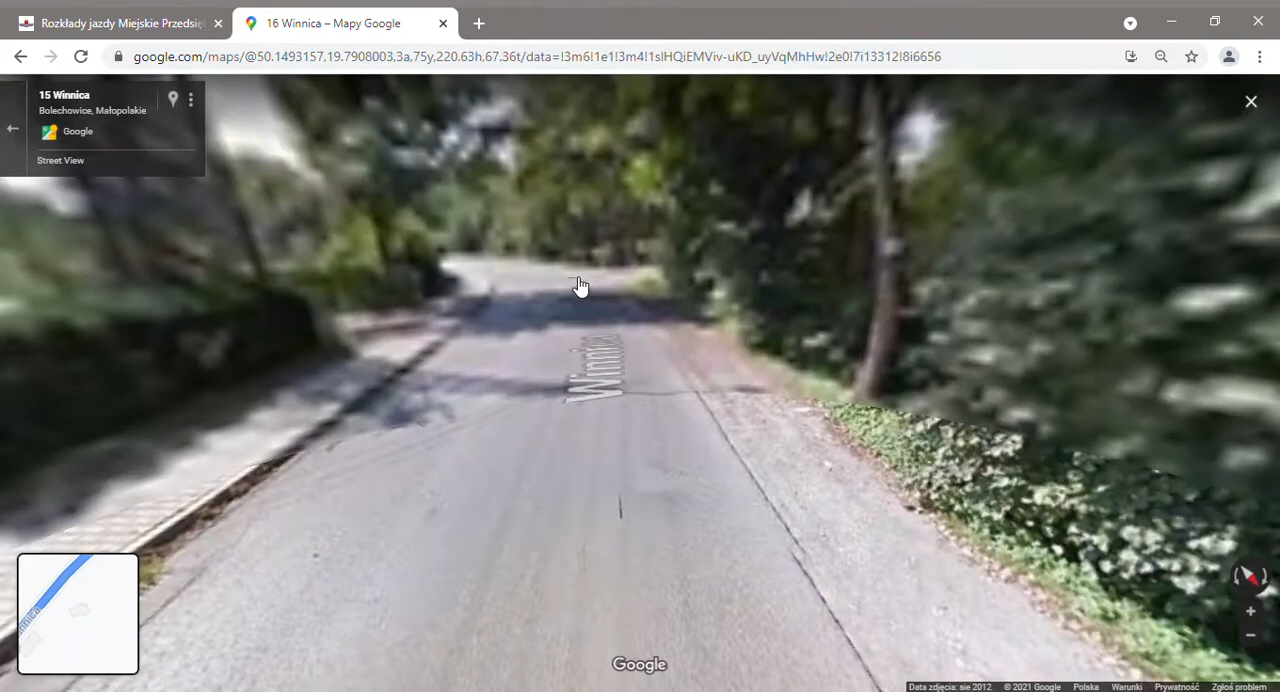 Rozkłady jazdy Miejskie Przedsię
16 Winnica – Mapy Google
google.com/maps/@50.1493157,19.7908003,3a,75y,220.63h,67.36t/data=!3m6!1e1!3m4!1slHQiEMViv-uKD_uyVqMhHw!2e0!7i13312!8i6656
15 Winnica
Bolechowice, Małopolskie
Google
Street View
Winnica
nnica
Google
Data zdjęcia: sie 2012 © 2021 Google Polska Warunki Prywatność Zgłoś problem